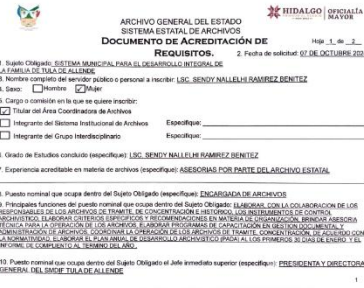 HIDALGO
OFICIALÍA MAYOR
ARCHIVO GENERAL DEL ESTADO
SISTEMA ESTATAL DE ARCHIVOS
DOCUMENTO DE ACREDITACIÓN DE
Hoja 1 de 2
REQUISITOS.
2. Fecha de solicitud: 07 DE OCTUBRE 202
. Sujeto Obligado: SISTEMA MUNICIPAL PARA EL DESARROLLO INTEGRAL DE
LA FAMILIA DE TULA DE ALLENDE
3. Nombre completo del servidor público o personal a inscribir: LSC. SENDY NALLELHI RAMIREZ BENITEZ
4. Sexo: Hombre Mujer
5. Cargo o comisión en la que se quiere inscribir:
Titular del Área Coordinadora de Archivos
Integrante del Sistema Institucional de Archivos Especifique:
Integrante del Grupo Interdisciplinario Especifique:
6. Grado de Estudios concluido (especifique): LSC. SENDY NALLELHI RAMIREZ BENITEZ
7. Experiencia acreditable en materia de archivos (especifique): ASESORIAS POR PARTE DEL ARCHIVO ESTATAL
8. Puesto nominal que ocupa dentro del Sujeto Obligado (especifique): ENCARGADA DE ARCHIVOS
9. Principales funciones del puesto nominal que ocupa dentro del Sujeto Obligado: ELABORAR, CON LA COLABORACION DE LOS
RESPONSABLES DE LOS ARCHIVOS DE TRAMITE, DE CONCENTRACIÓN E HISTORICO, LOS INSTRUMENTOS DE CONTROL
ARCHIVISTICO, ELABORAR CRITERIOS ESPECIFICOS Y RECOMENDACIONES EN MATERIA DE ORGANIZACIÓN, BRINDAR ASESORIA
TÉCNICA PARA LA OPERACIÓN DE LOS ARCHIVOS, ELABORAR PROGRAMAS DE CAPACITACIÓN EN GESTION DOCUMENTAL Y
ADMINISTRACION DE ARCHIVOS, COORDINAR LA OPERACIÓN DE LOS ARCHIVOS DE TRAMITE, CONCENTRACIÓN, DE ACUERDO CON
LA NORMATIVIDAD, ELABORAR EL PLAN ANUAL DE DESARROLLO ARCHIVISTICO (PADA) AL LOS PRIMEROS 30 DIAS DE ENERO Y EL
INFORME DE CUMPLIENTO AL TERMINO DEL AÑO.
10. Puesto nominal que ocupa dentro del Sujeto Obligado el Jefe inmediato superior (especifique): PRESIDENTA Y DIRECTORA
GENERAL DEL SMDIF TULA DE ALLENDE
1